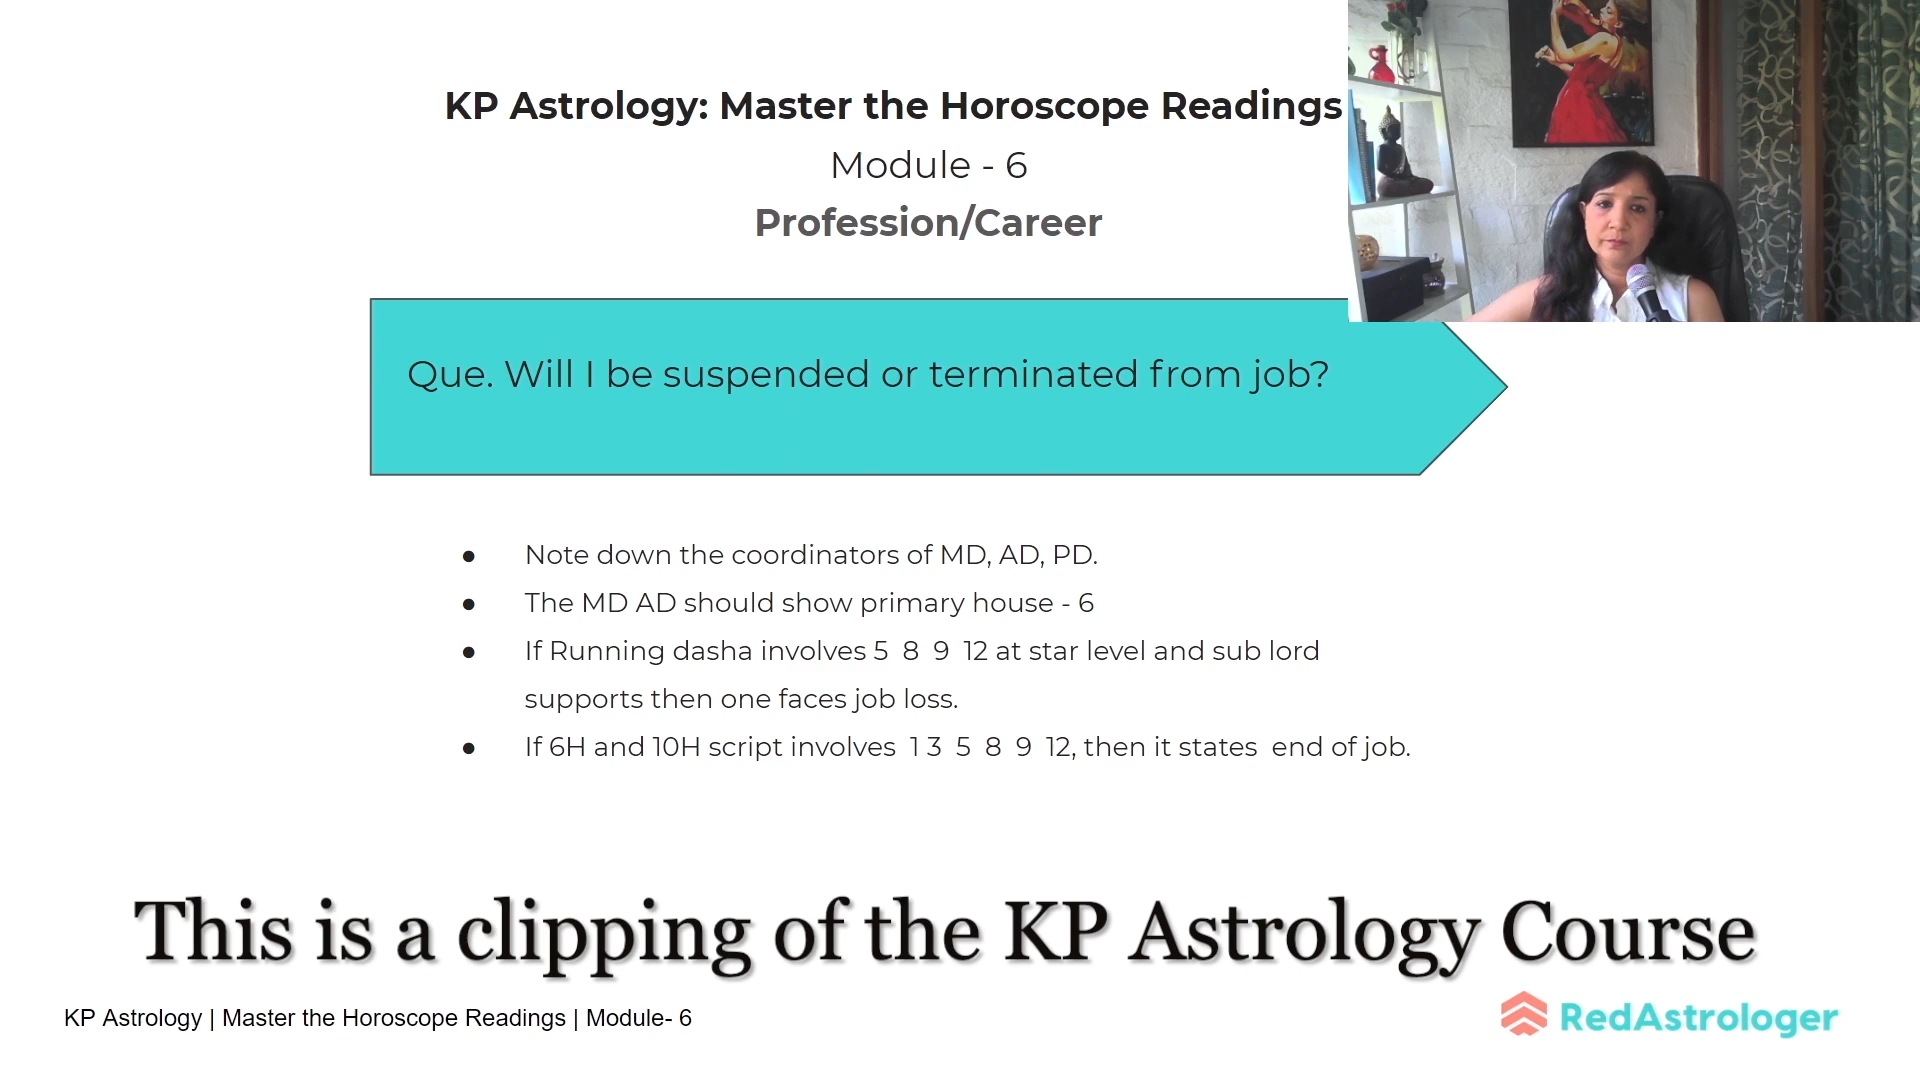 KP Astrology: Master the Horoscope Readings
Module - 6
Profession/Career
Que. Will I be suspended or terminated from job?
● Note down the coordinators of MD, AD, PD.
● The MD AD should show primary house - 6
● If Running dasha involves 5 8 9 12 at star level and sub lord
supports then one faces job loss.
● If 6H and 10H script involves 1 3 5 8 9 12, then it states end of job.
This is a clipping of the KP Astrology Course
KP Astrology | Master the Horoscope Readings | Module- 6
RedAstrologer